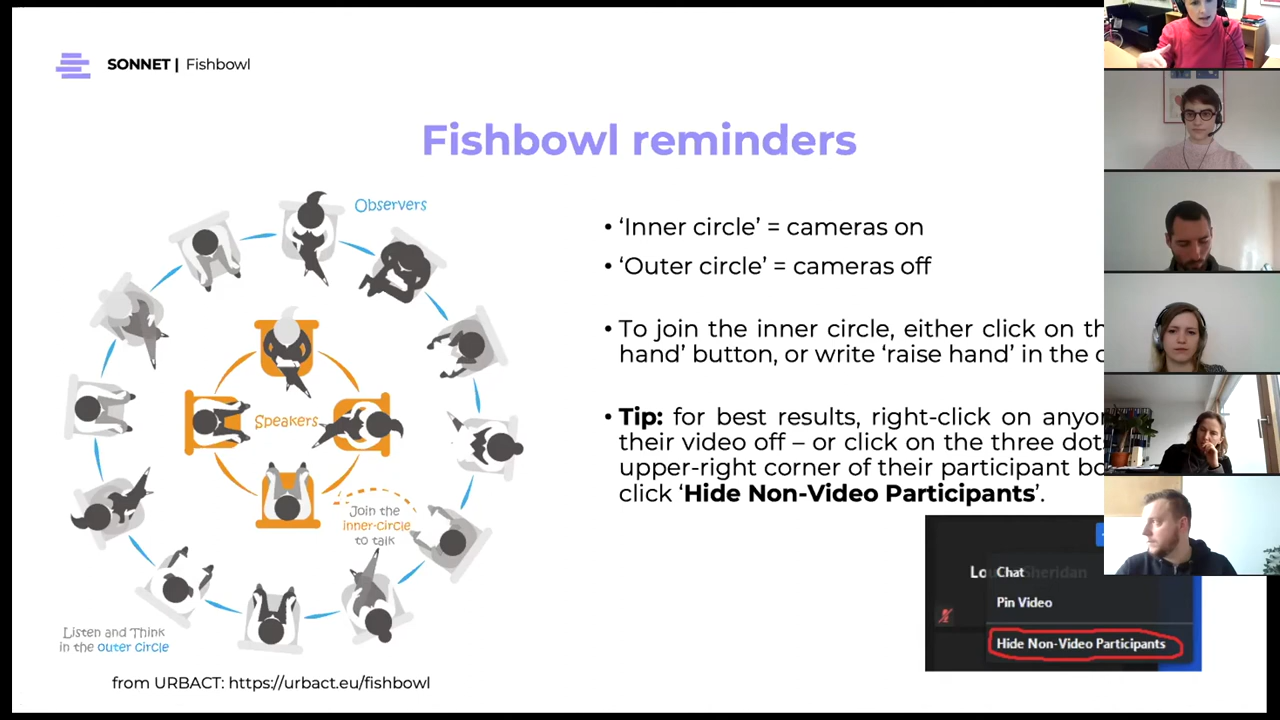 SONNET | Fishbowl
Fishbowl reminders
Observers
Speakers
Join the
inner-circle
to talk
Listen and Think
in the outer circle
from URBACT: https://urbact.eu/fishbowl
• ‘Inner circle’ = cameras on
• ‘Outer circle’ = cameras off
• To join the inner circle, either click on th
hand’ button, or write ‘raise hand’ in the c
• Tip: for best results, right-click on anyo
their video off – or click on the three dots
upper-right corner of their participant bo
click ‘Hide Non-Video Participants’.
Chat
Sheridan
Pin Video
Hide Non-Video Participants